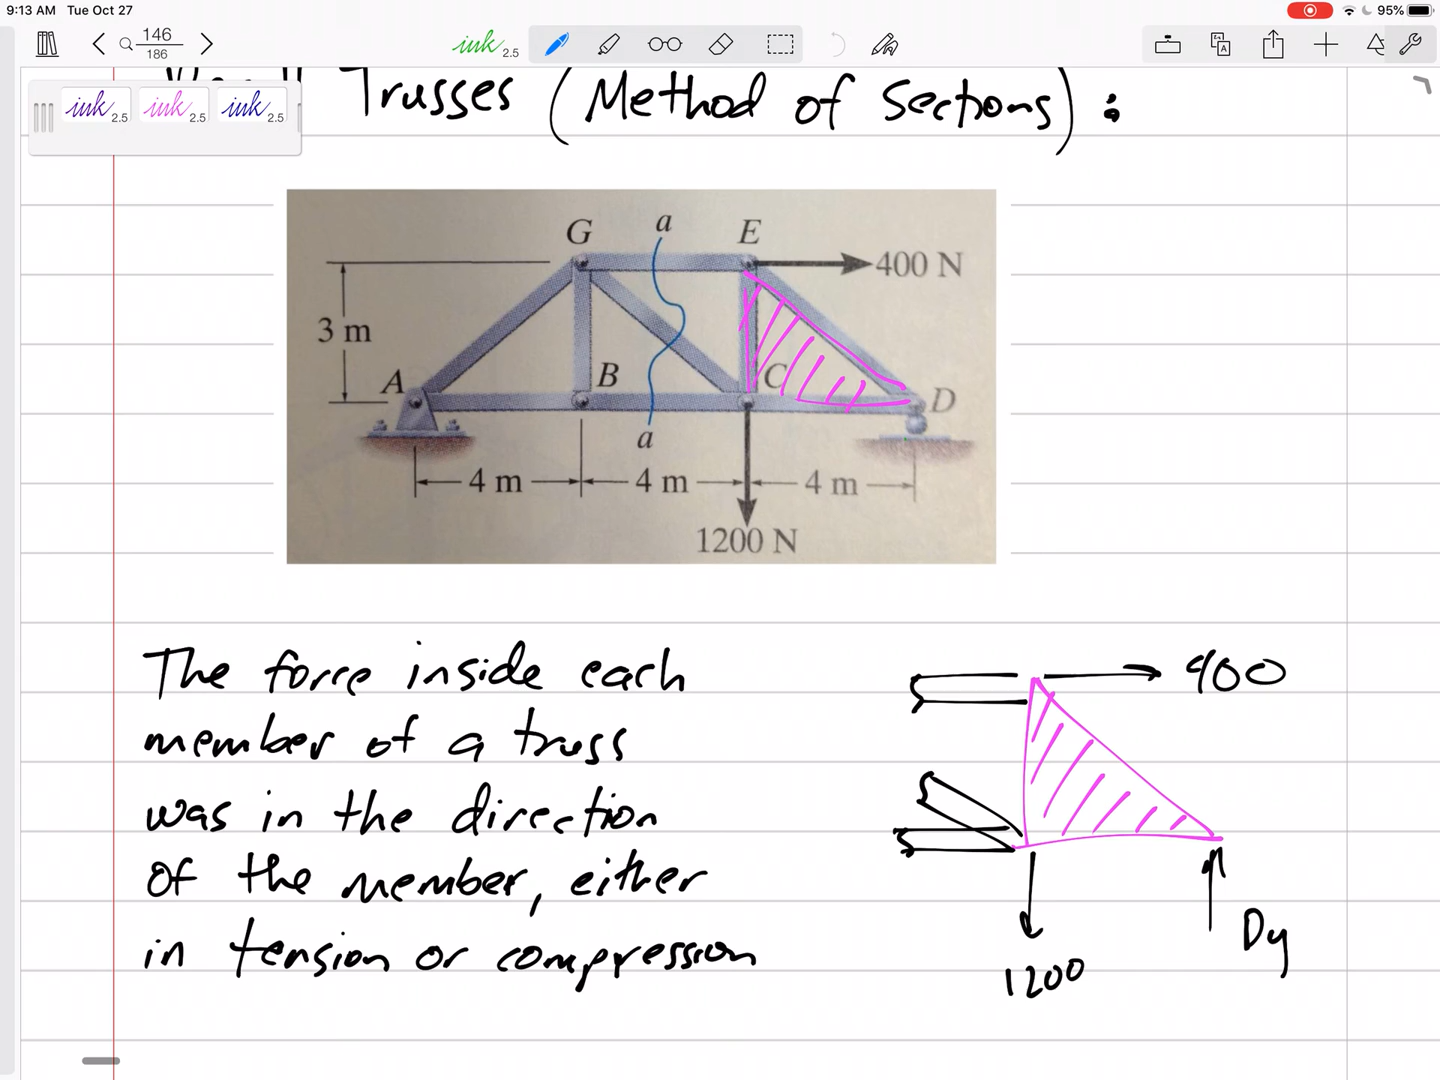 9:13 AM Tue Oct 27
95%
146
186
ink 2.5
ink 2.5 ink 2.5 ink 2.5
Trusses (Method of Sections) :
G a E
400 N
3 m
A B C D
a
4 m 4 m 4 m
1200 N
The force inside each
member of a truss
was in the direction
of the member, either
in tension or compression
400
Dy
1200